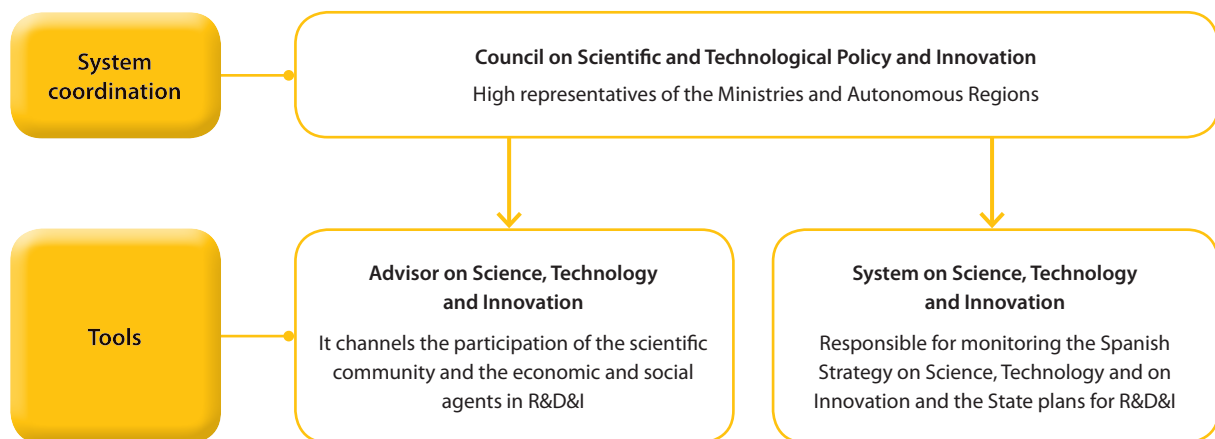 System
coordination
Council on Scientific and Technological Policy and Innovation
High representatives of the Ministries and Autonomous Regions
Tools
Advisor on Science, Technology
and Innovation
It channels the participation of the scientific
community and the economic and social
agents in R&D&I
System on Science, Technology
and Innovation
Responsible for monitoring the Spanish
Strategy on Science, Technology and on
Innovation and the State plans for R&D&I